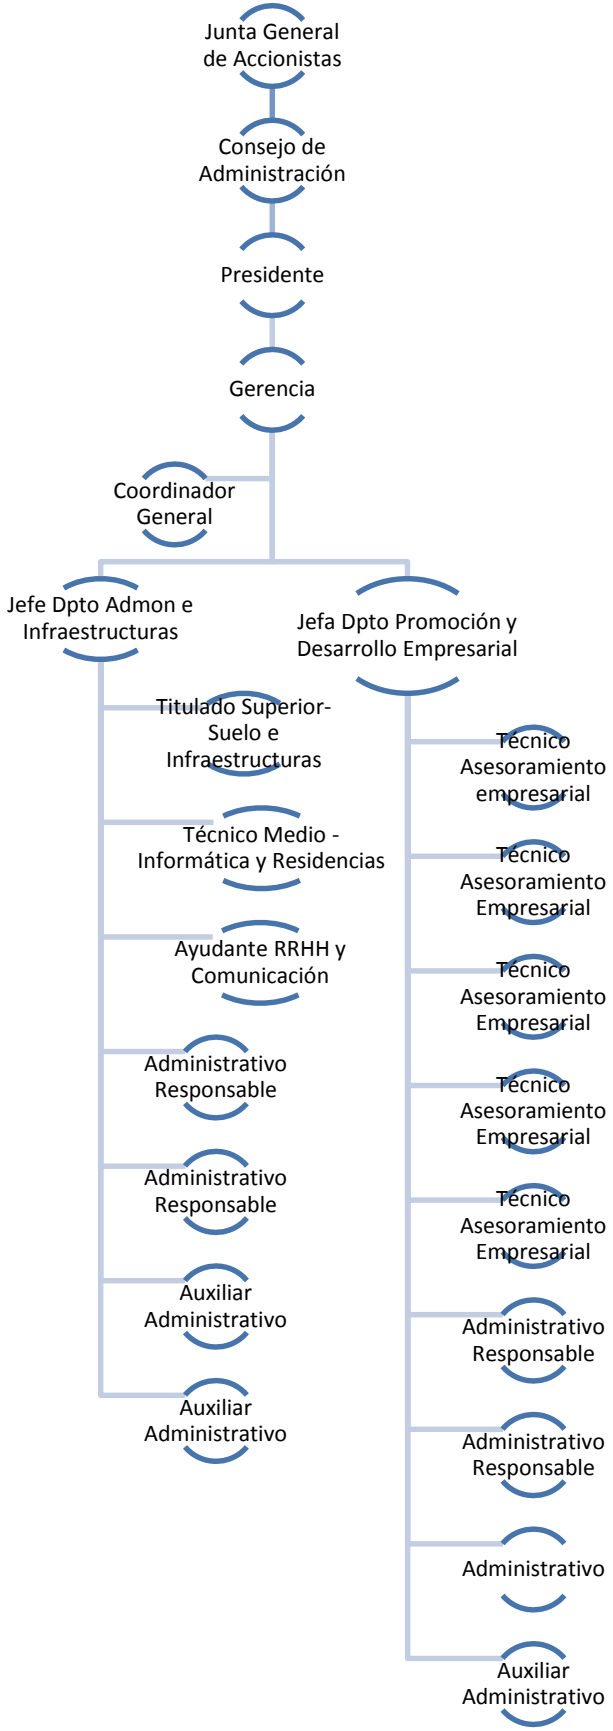 Junta General
de Accionistas
Consejo de
Administración
Presidente
Gerencia
Coordinador
General
Jefe Dpto Admon e
Infraestructuras
Titulado Superior-
Suelo e
Infraestructuras
Técnico Medio -
Informática y Residencias
Ayudante RRHH y
Comunicación
Administrativo
Responsable
Administrativo
Responsable
Auxiliar
Administrativo
Auxiliar
Administrativo
Jefa Dpto Promoción y
Desarrollo Empresarial
Técnico
Asesoramiento
empresarial
Técnico
Asesoramiento
Empresarial
Técnico
Asesoramiento
Empresarial
Técnico
Asesoramiento
Empresarial
Técnico
Asesoramiento
Empresarial
Administrativo
Responsable
Administrativo
Responsable
Administrativo
Auxiliar
Administrativo